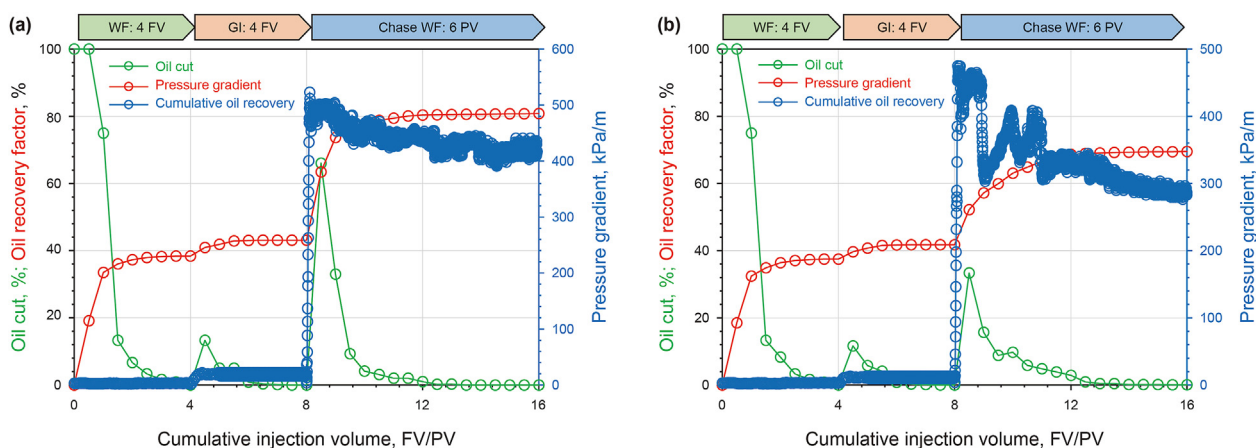 (a)
WF: 4 FV
GI: 4 FV
Chase WF: 6 PV
100
80
60
40
20
0
Oil cut, %; Oil recovery factor, %
Oil cut
Pressure gradient
Cumulative oil recovery
600
500
400
300
200
100
0
Pressure gradient, kPa/m
0
4
8
12
16
Cumulative injection volume, FV/PV
(b)
WF: 4 FV
GI: 4 FV
Chase WF: 6 PV
100
80
60
40
20
0
Oil cut, %; Oil recovery factor, %
Oil cut
Pressure gradient
Cumulative oil recovery
500
400
300
200
100
0
Pressure gradient, kPa/m
0
4
8
12
16
Cumulative injection volume, FV/PV